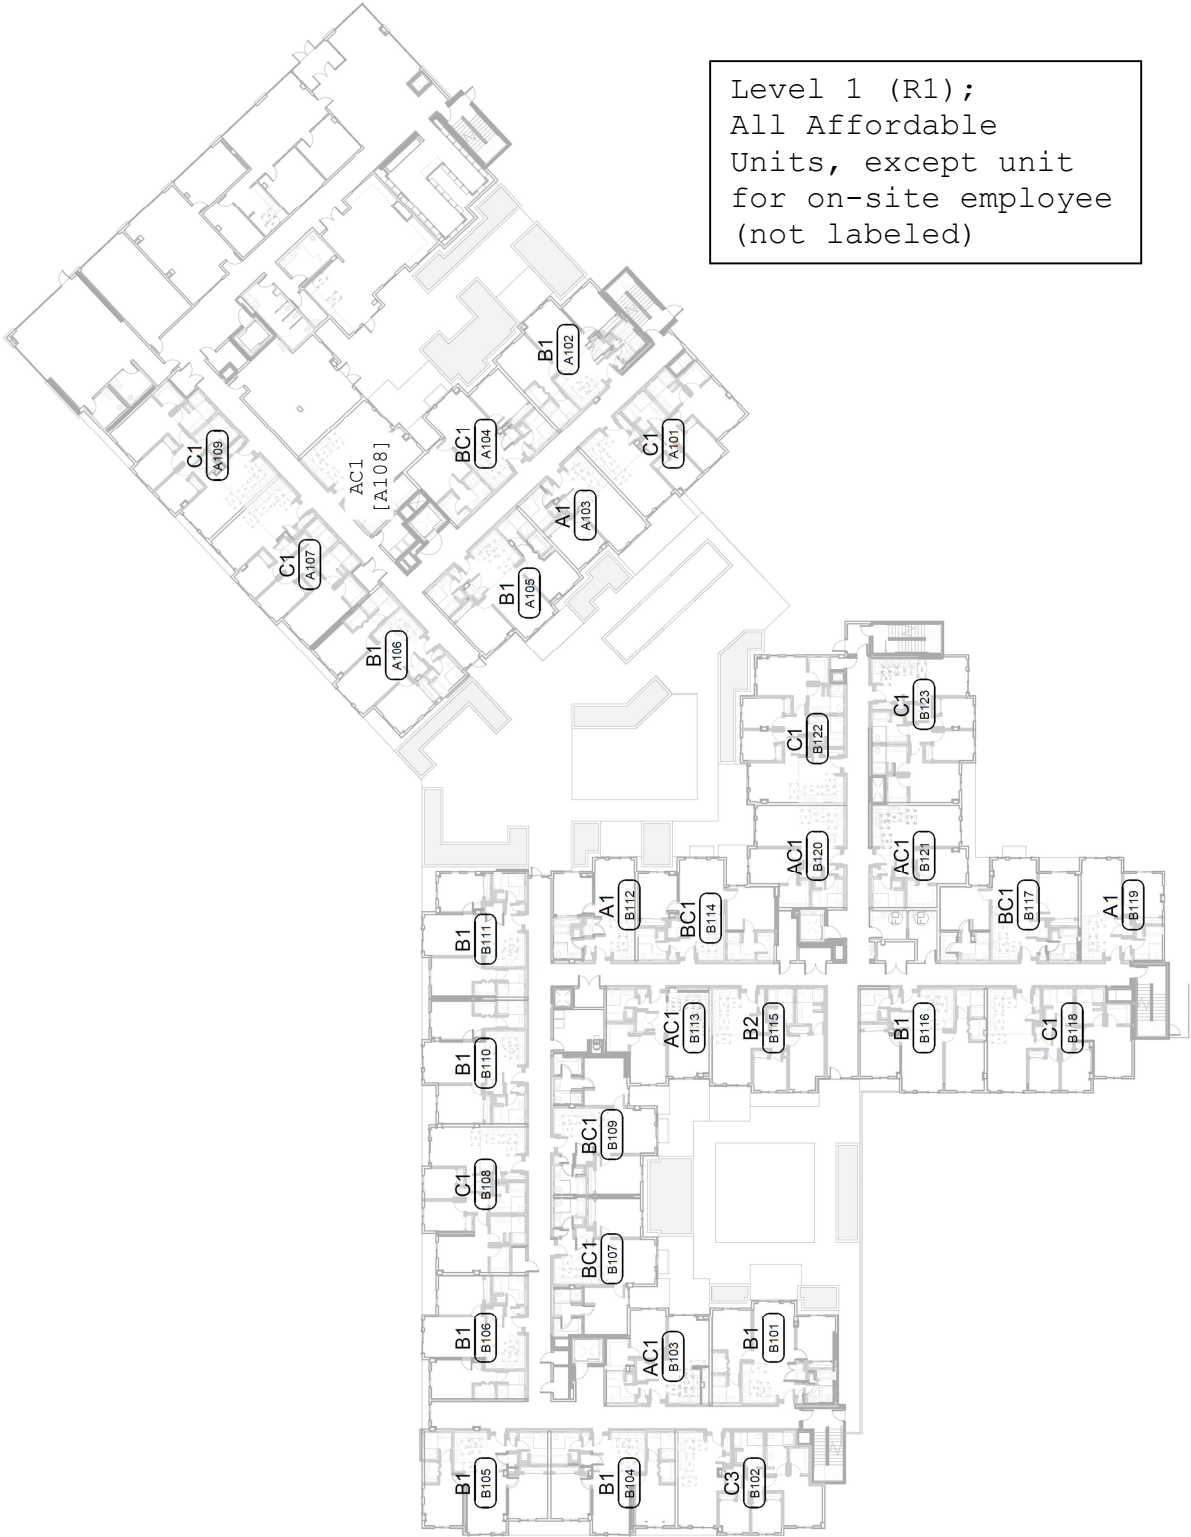 Level 1 (R1);
All Affordable
Units, except unit
for on-site employee
(not labeled)
B1
A102
C1
A101
BC1
A104
A1
A103
C1
A109
AC1
[A108]
B1
A105
C1
A107
B1
A106
C1
B123
C1
B122
AC1
B120
AC1
B121
B1
B111
A1
B112
BC1
B114
BC1
B117
A1
B119
B1
B110
AC1
B113
B2
B115
B1
B116
C1
B118
BC1
B109
C1
B108
BC1
B107
B1
B106
AC1
B103
B1
B101
B1
B105
B1
B104
C3
B102